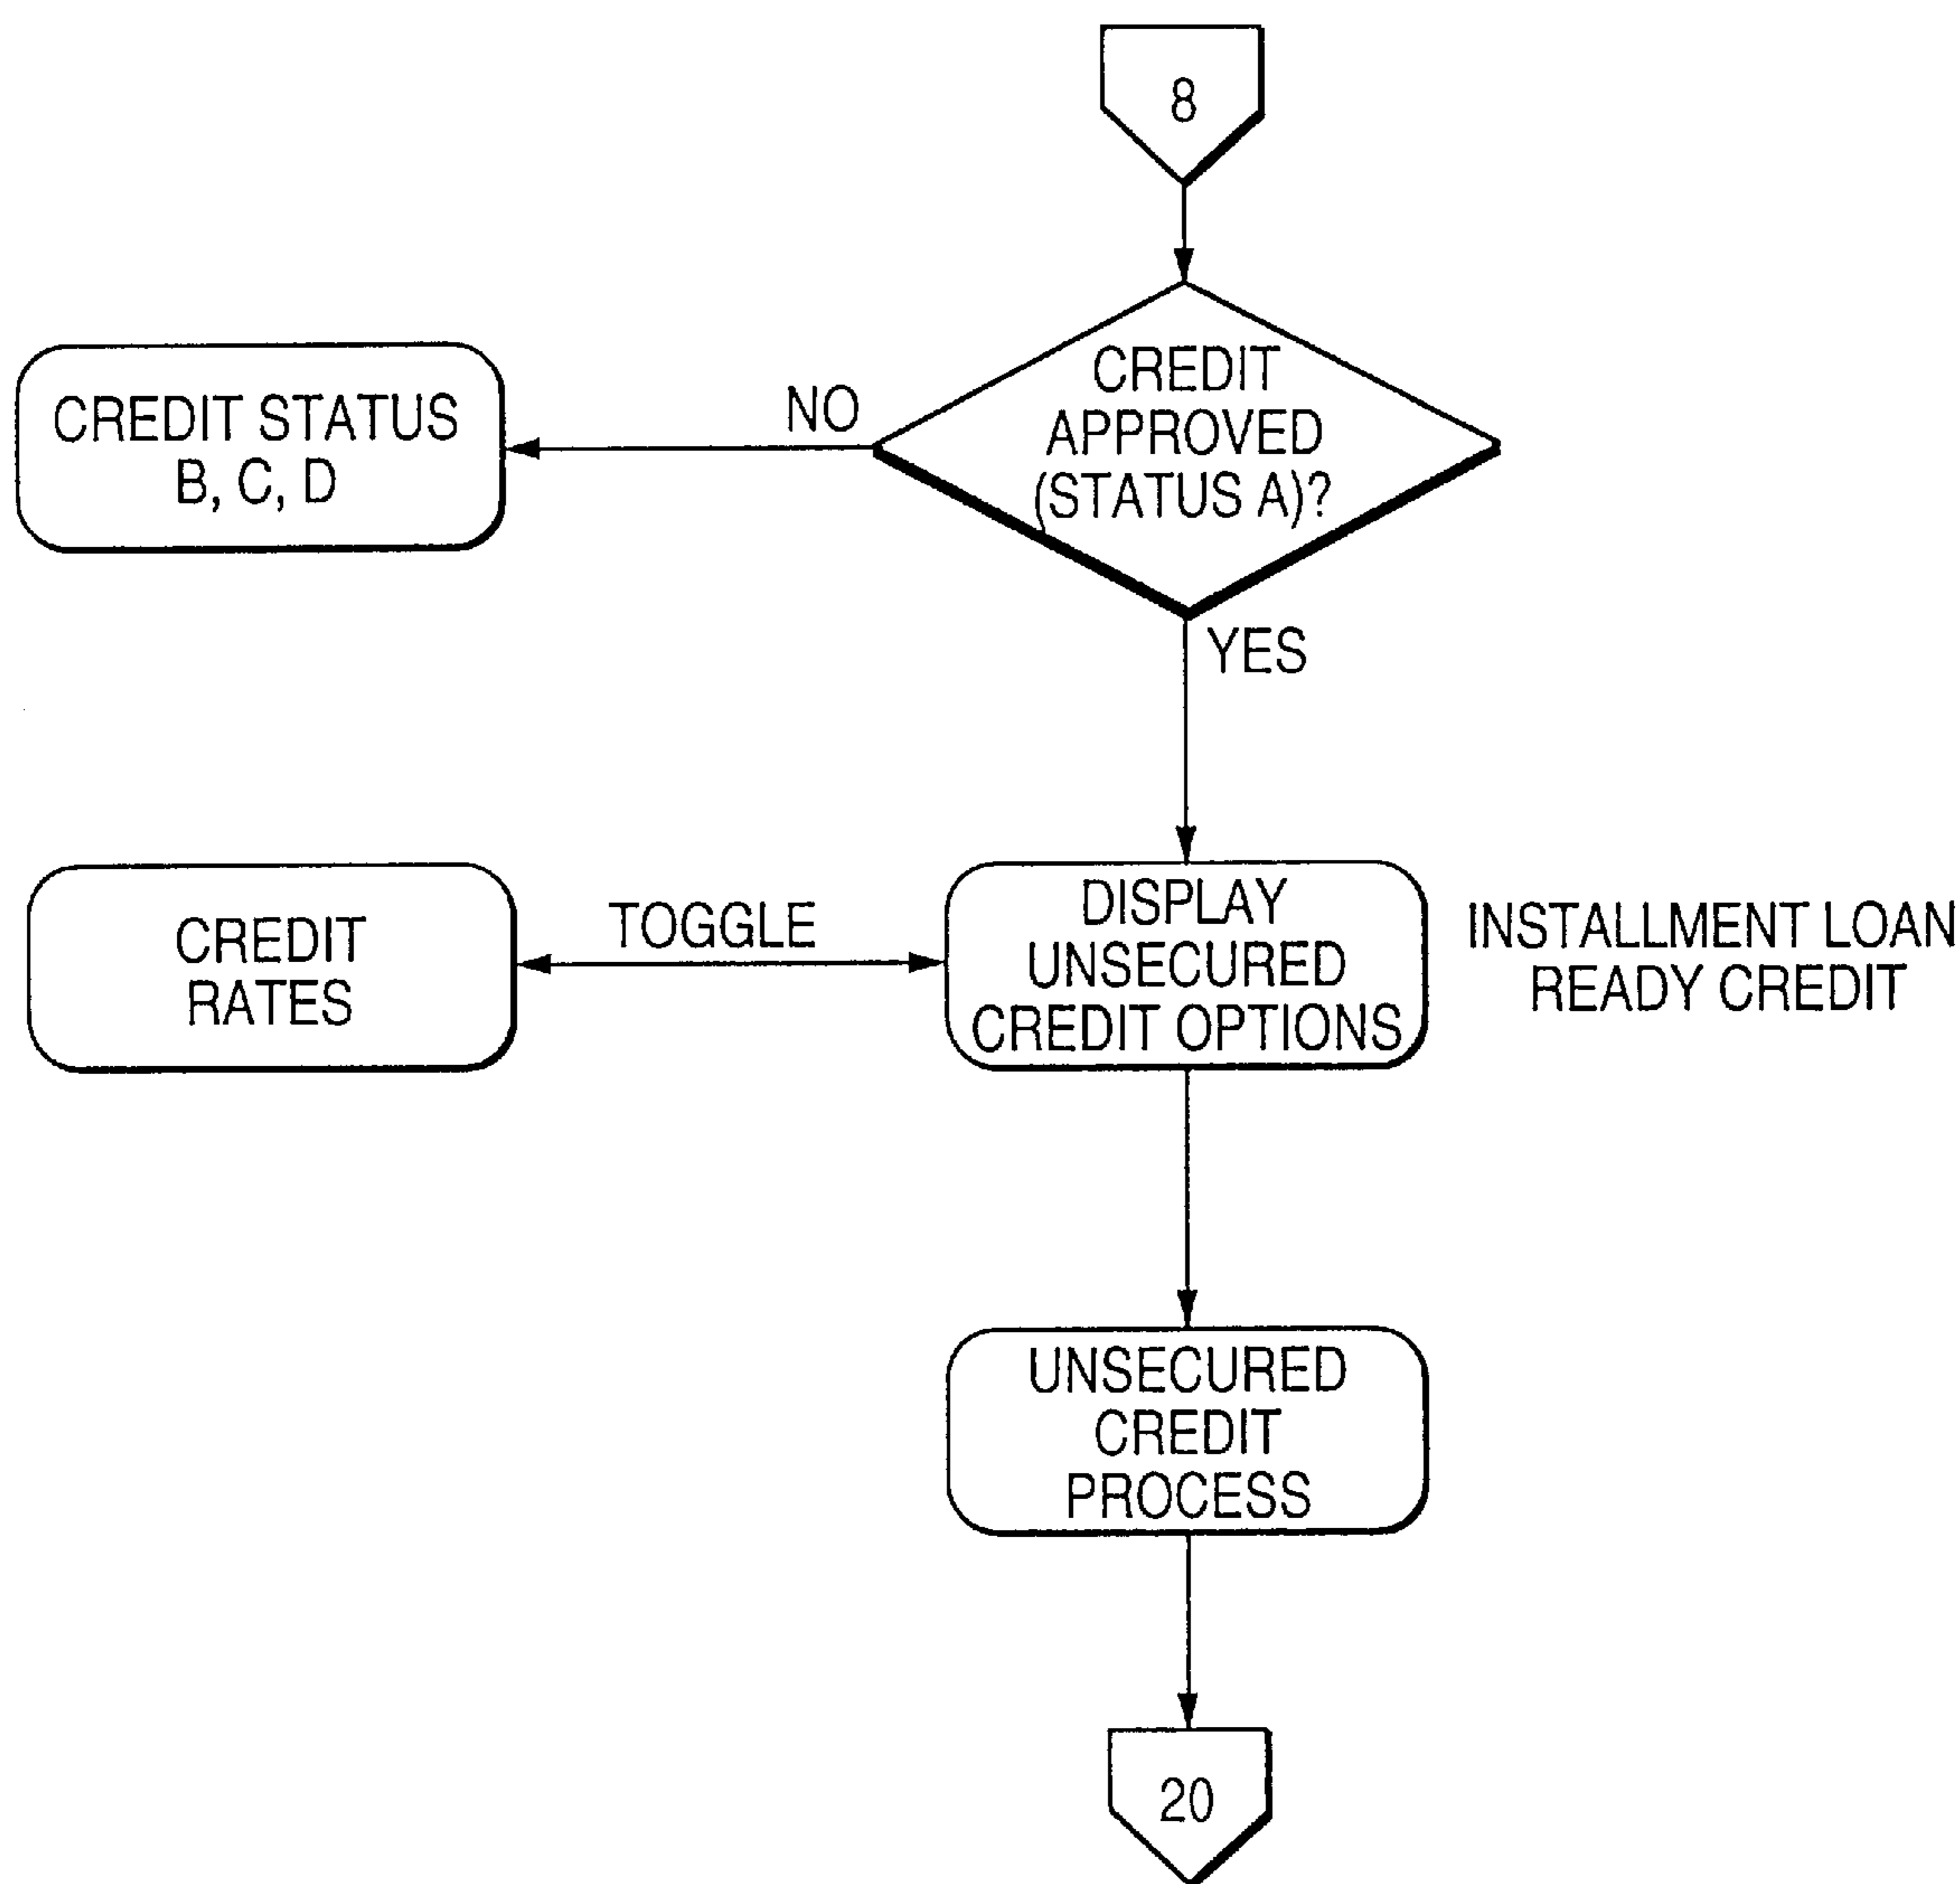 8
CREDIT
APPROVED
(STATUS A)?
NO
CREDIT STATUS
B, C, D
YES
DISPLAY
UNSECURED
CREDIT OPTIONS
TOGGLE
CREDIT
RATES
INSTALLMENT LOAN
READY CREDIT
UNSECURED
CREDIT
PROCESS
20